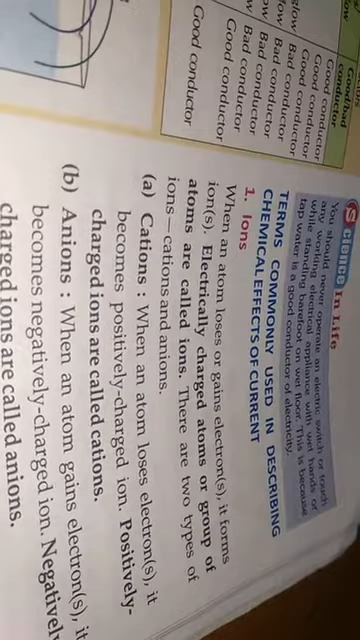 Good/bad
conductor
Good conductor
Good conductor
Good conductor
Bad conductor
Bad conductor
Bad conductor
Bad conductor
Good conductor
Good conductor
Science In Life
You should never operate an electric switch or touch
any working electrical appliance with wet hands or
while standing barefoot on wet floor. This is because
tap water is a good conductor of electricity.
TERMS COMMONLY USED IN DESCRIBING
CHEMICAL EFFECTS OF CURRENT
1. Ions
When an atom loses or gains electron(s), it forms
ion(s). Electrically charged atoms or group of
atoms are called ions. There are two types of
ions—cations and anions.
(a) Cations : When an atom loses electron(s), it
becomes positively-charged ion. Positively-
charged ions are called cations.
(b) Anioms : When an atom gains electron(s), it
becomes negatively-charged ion. Negatively
charged ions are called anions.